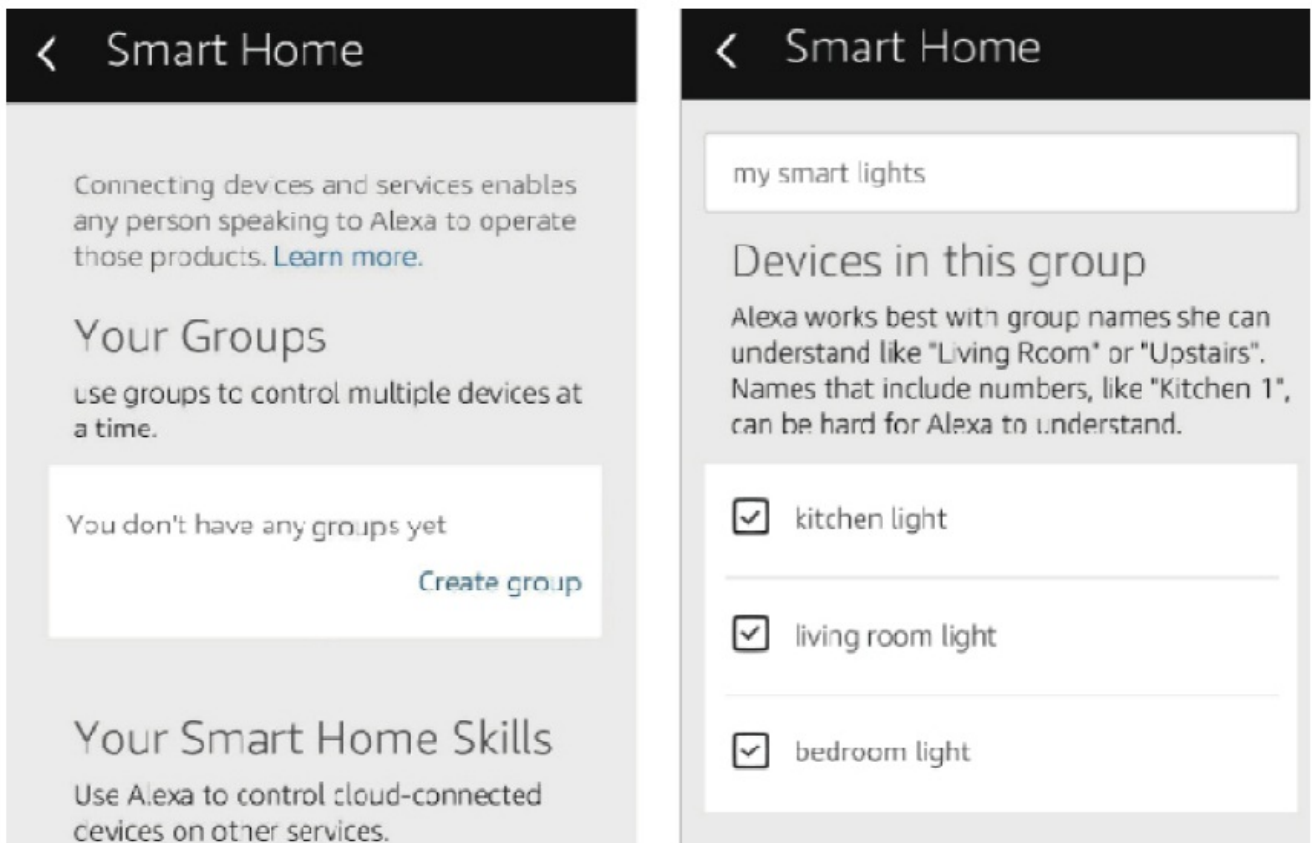 Smart Home
Connecting devices and services enables
any person speaking to Alexa to operate
those products. Learn more.
Your Groups
use groups to control multiple devices at
a time.
You don't have any groups yet
Create group
Your Smart Home Skills
Use Alexa to control cloud-connected
devices on other services.
Smart Home
my smart lights
Devices in this group
Alexa works best with group names she can
understand like "Living Room" or "Upstairs".
Names that include numbers, like "Kitchen 1",
can be hard for Alexa to understand.
kitchen light
living room light
bedroom light